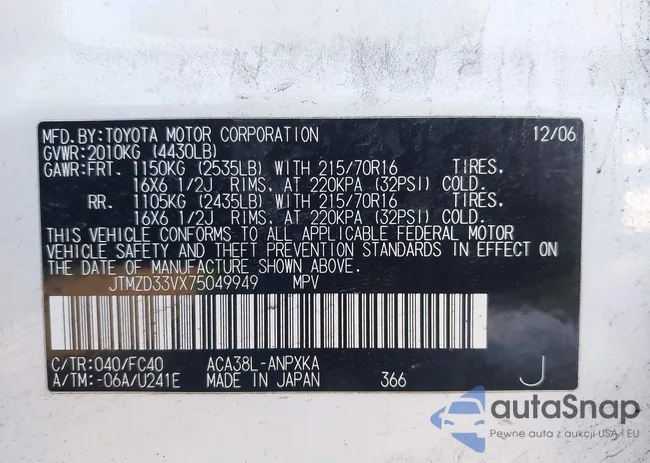 MFD.BY:TOYOTA MOTOR CORPORATION 12/06
GVWR:2010KG (4430LB)
GAWR:FRT. 1150KG (2535LB) WITH 215/70R16 TIRES.
16X6 1/2J RIMS. AT 220KPA (32PSI) COLD.
RR. 1105KG (2435LB) WITH 215/70R16 TIRES.
16X6 1/2J RIMS. AT 220KPA (32PSI) COLD.
THIS VEHICLE CONFORMS TO ALL APPLICABLE FEDERAL MOTOR
VEHICLE SAFETY AND THEFT PREVENTION STANDARDS IN EFFECT ON
THE DATE OF MANUFACTURE SHOWN ABOVE.
JTMZD33VX75049949 MPV
C/TR:040/FC40 ACA38L-ANPXKA
A/TM:-06A/U241E MADE IN JAPAN 366 J
autaSnap
Pewne auta z aukcji USA i EU